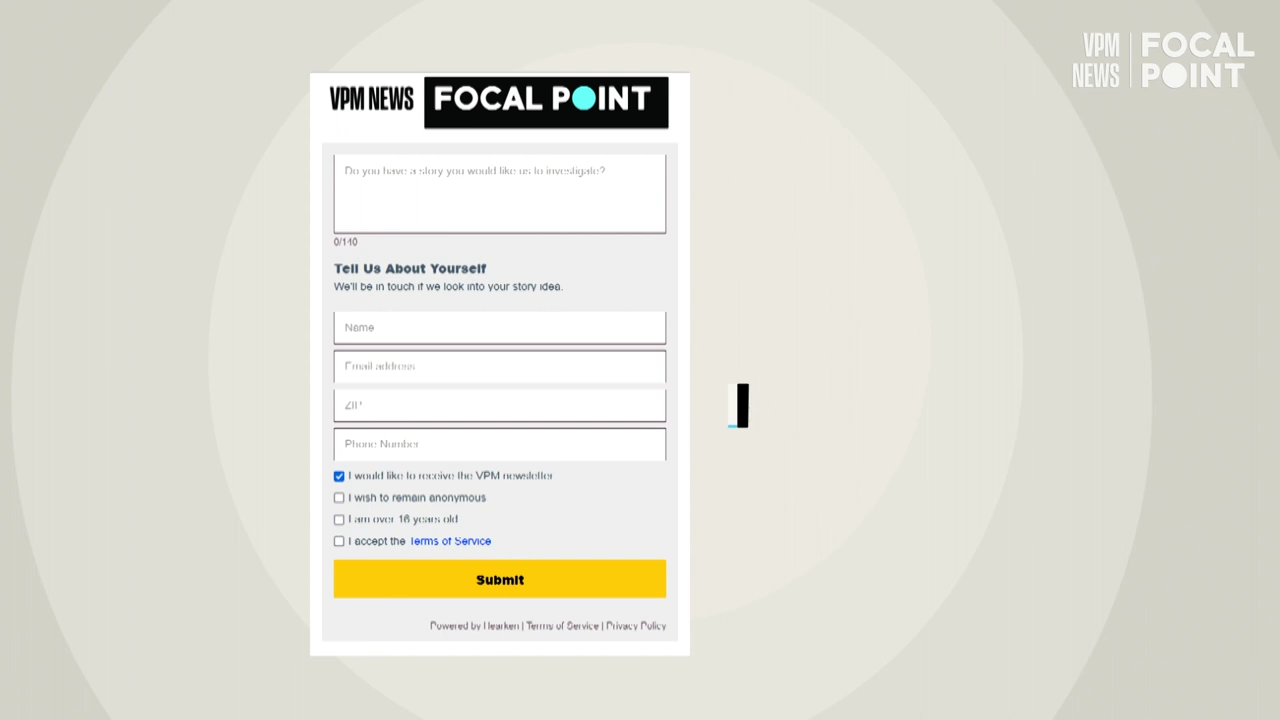 VPM NEWS FOCAL POINT
VPM NEWS FOCAL POINT
Do you have a story you would like us to investigate?
0/140
Tell Us About Yourself
We'll be in touch if we look into your story idea.
Name
Email address
ZIP
Phone Number
I would like to receive the VPM newsletter
I wish to remain anonymous
I am over 16 years old
I accept the Terms of Service
Submit
Powered by Hearken | Terms of Service | Privacy Policy